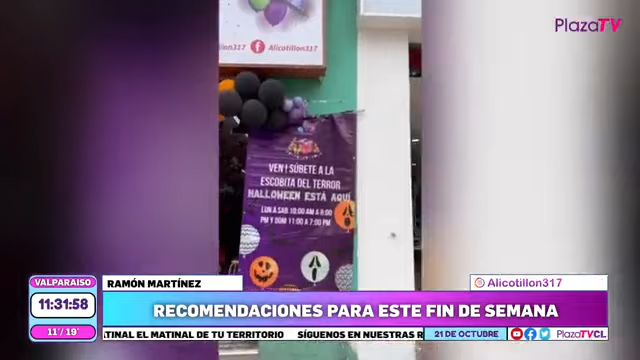 PlazaTV
licotillon317
Alicotillon317
VEN! SÚBETE A LA
ESCOBITA DEL TERROR
HALLOWEEN ESTÁ AQUÍ
LUN A SAB 10:00 AM A 8:00
PM Y DOM 11:00 A 7:00 PM
VALPARAISO
RAMÓN MARTÍNEZ
Alicotillon317
11:31:58
RECOMENDACIONES PARA ESTE FIN DE SEMANA
11°/ 19°
TINAL EL MATINAL DE TU TERRITORIO SÍGUENOS EN NUESTRAS R
21 DE OCTUBRE
PlazaTVCL